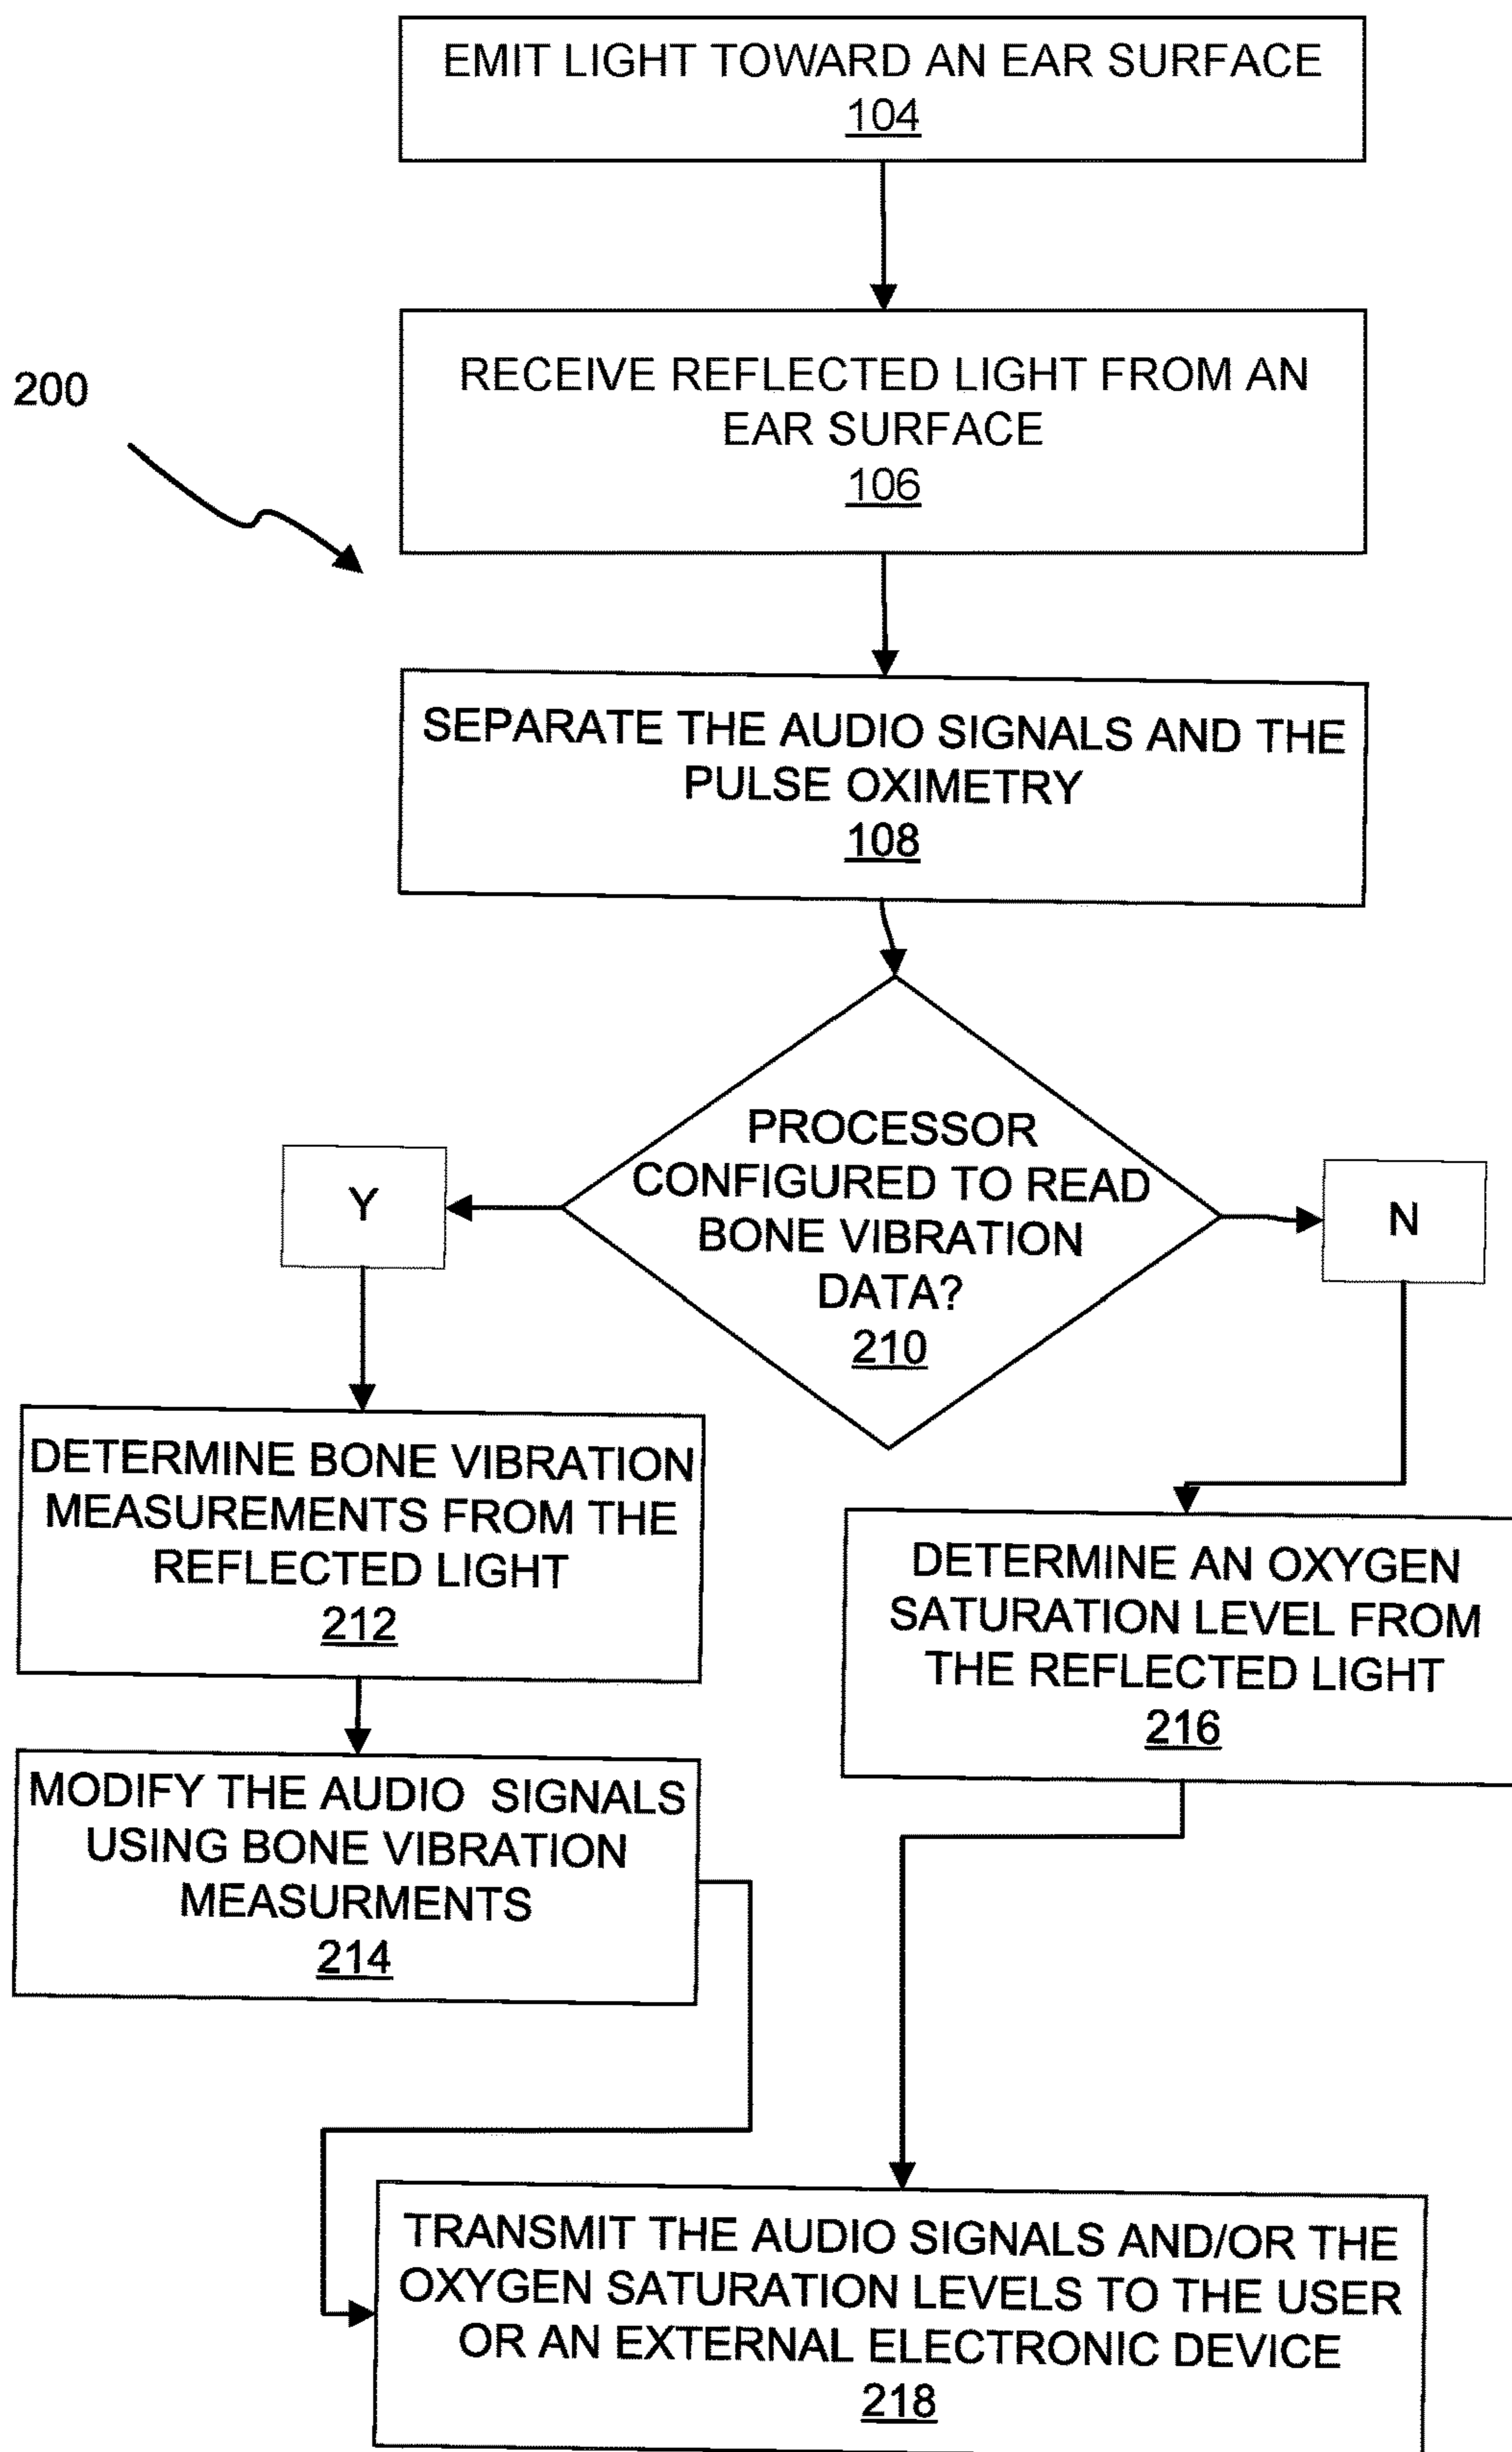 EMIT LIGHT TOWARD AN EAR SURFACE
104
200
RECEIVE REFLECTED LIGHT FROM AN
EAR SURFACE
106
SEPARATE THE AUDIO SIGNALS AND THE
PULSE OXIMETRY
108
PROCESSOR
CONFIGURED TO READ
BONE VIBRATION
DATA?
210
Y
N
DETERMINE BONE VIBRATION
MEASUREMENTS FROM THE
REFLECTED LIGHT
212
DETERMINE AN OXYGEN
SATURATION LEVEL FROM
THE REFLECTED LIGHT
216
MODIFY THE AUDIO SIGNALS
USING BONE VIBRATION
MEASURMENTS
214
TRANSMIT THE AUDIO SIGNALS AND/OR THE
OXYGEN SATURATION LEVELS TO THE USER
OR AN EXTERNAL ELECTRONIC DEVICE
218